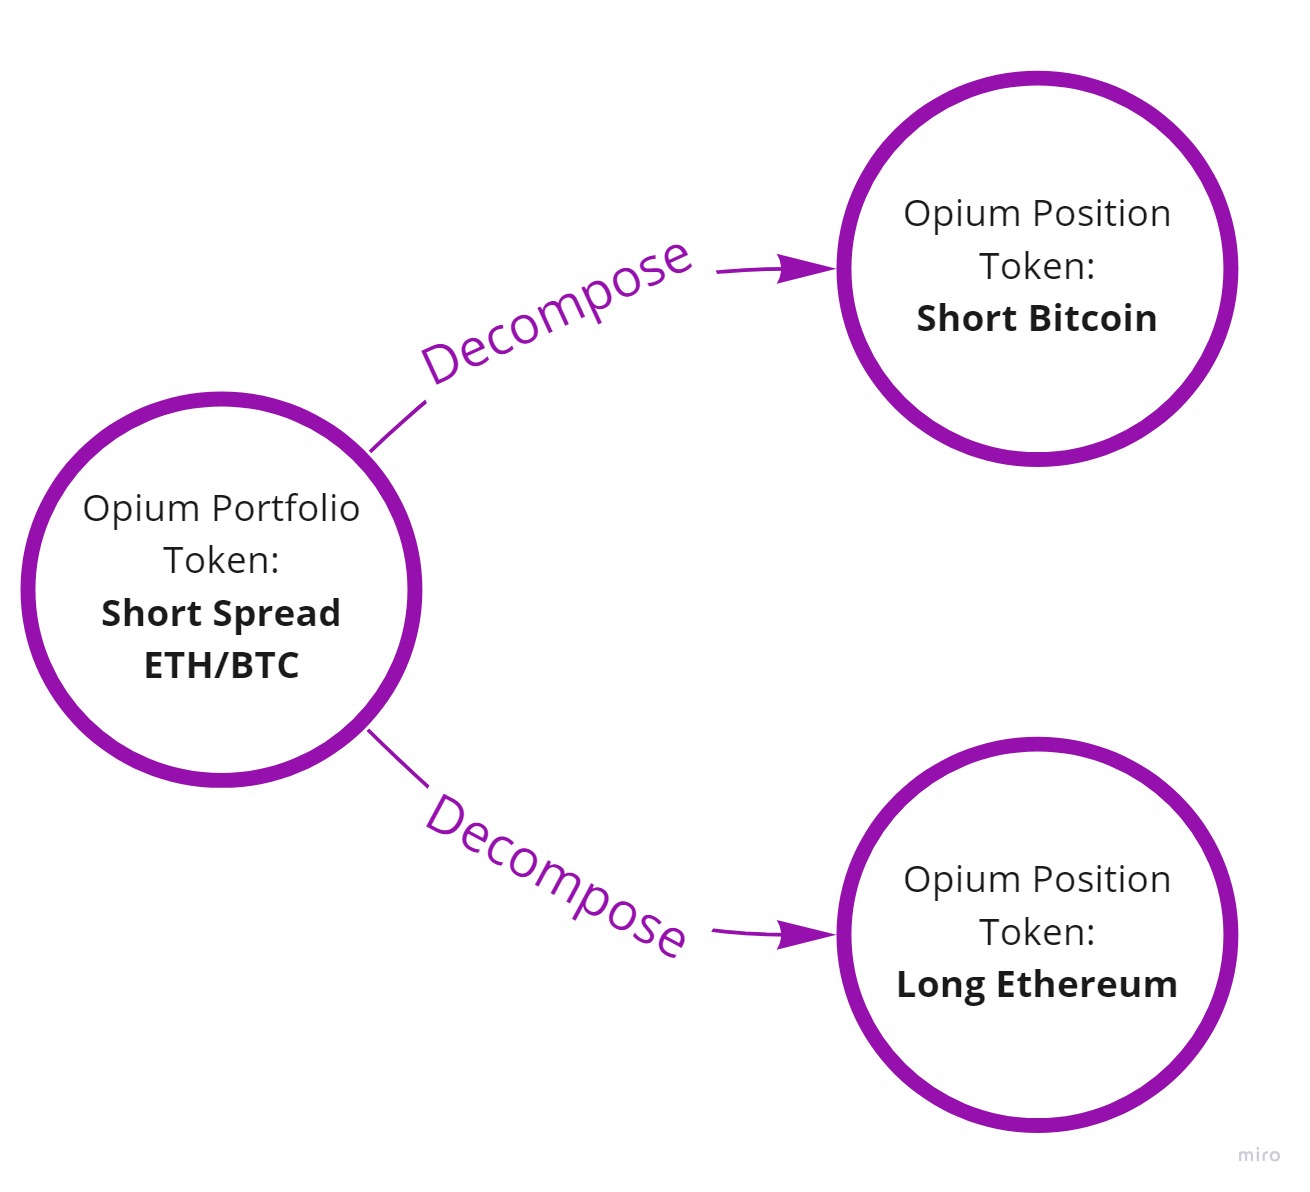 Opium Portfolio
Token:
Short Spread
ETH/BTC
Decompose
Opium Position
Token:
Short Bitcoin
Decompose
Opium Position
Token:
Long Ethereum
miro